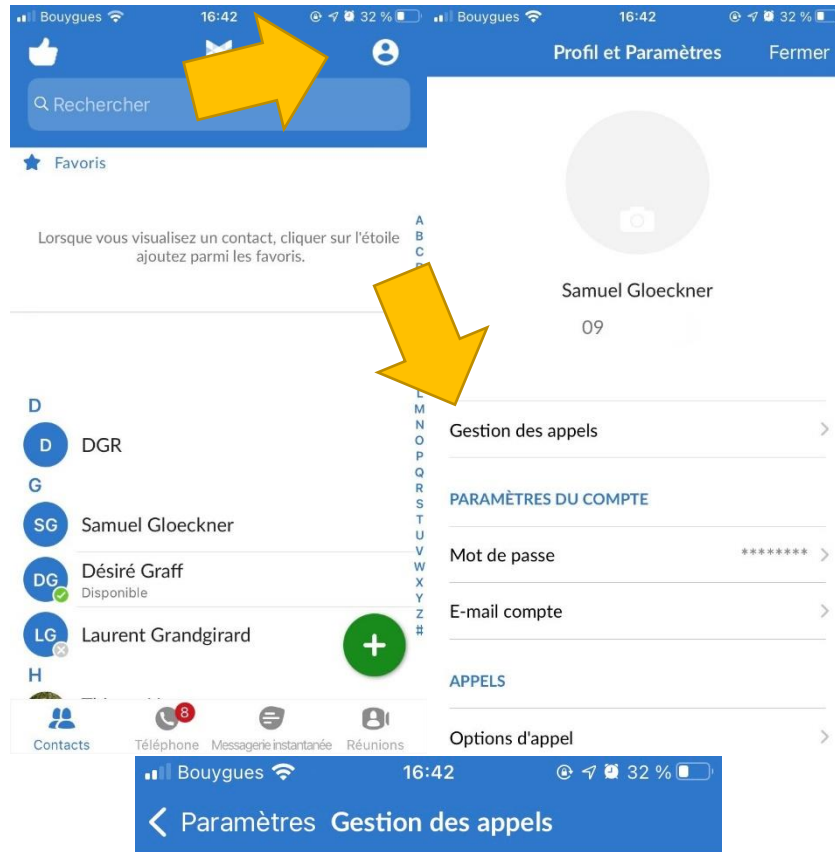 Bouygues 16:42 32 %
Rechercher
Favoris
Lorsque vous visualisez un contact, cliquer sur l'étoile
ajoutez parmi les favoris.
D
D DGR
G
SG Samuel Gloeckner
DG Désiré Graff
Disponible
LG Laurent Grandgirard
H
A
B
C
L
M
N
O
P
Q
R
S
T
U
V
W
X
Y
Z
#
8
Contacts Téléphone Messagerie instantanée Réunions
Bouygues 16:42 32 %
Profil et Paramètres Fermer
Samuel Gloeckner
09
Gestion des appels
PARAMÈTRES DU COMPTE
Mot de passe ********
E-mail compte
APPELS
Options d'appel
Bouygues 16:42 32 %
Paramètres Gestion des appels